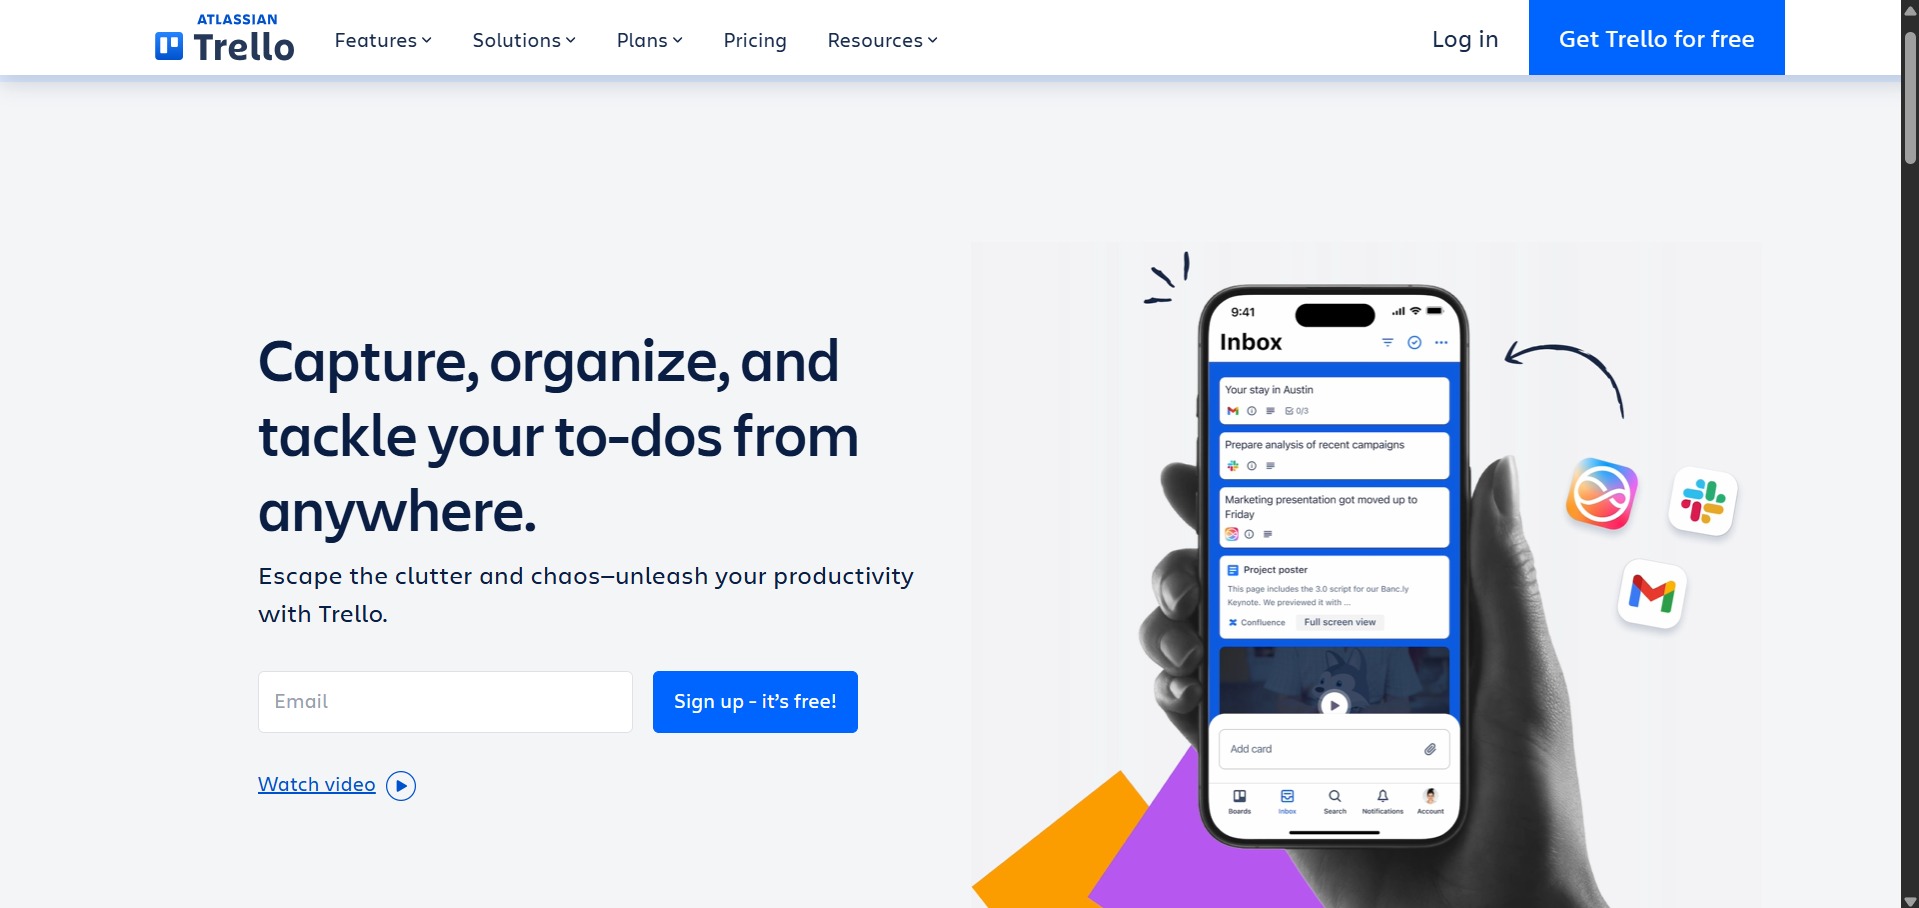 ATLASSIAN
Trello
Features
Solutions
Plans
Pricing
Resources
Log in
Get Trello for free
Capture, organize, and
tackle your to-dos from
anywhere.
Escape the clutter and chaos—unleash your productivity
with Trello.
Email
Sign up - it's free!
Watch video
9:41
Inbox
Your stay in Austin
0/3
Prepare analysis of recent campaigns
Marketing presentation got moved up to
Friday
Project poster
This page includes the 3.0 script for our Banc.ly
Keynote. We previewed it with ...
Confluence
Full screen view
Add card
Boards
Inbox
Search
Notifications
Account